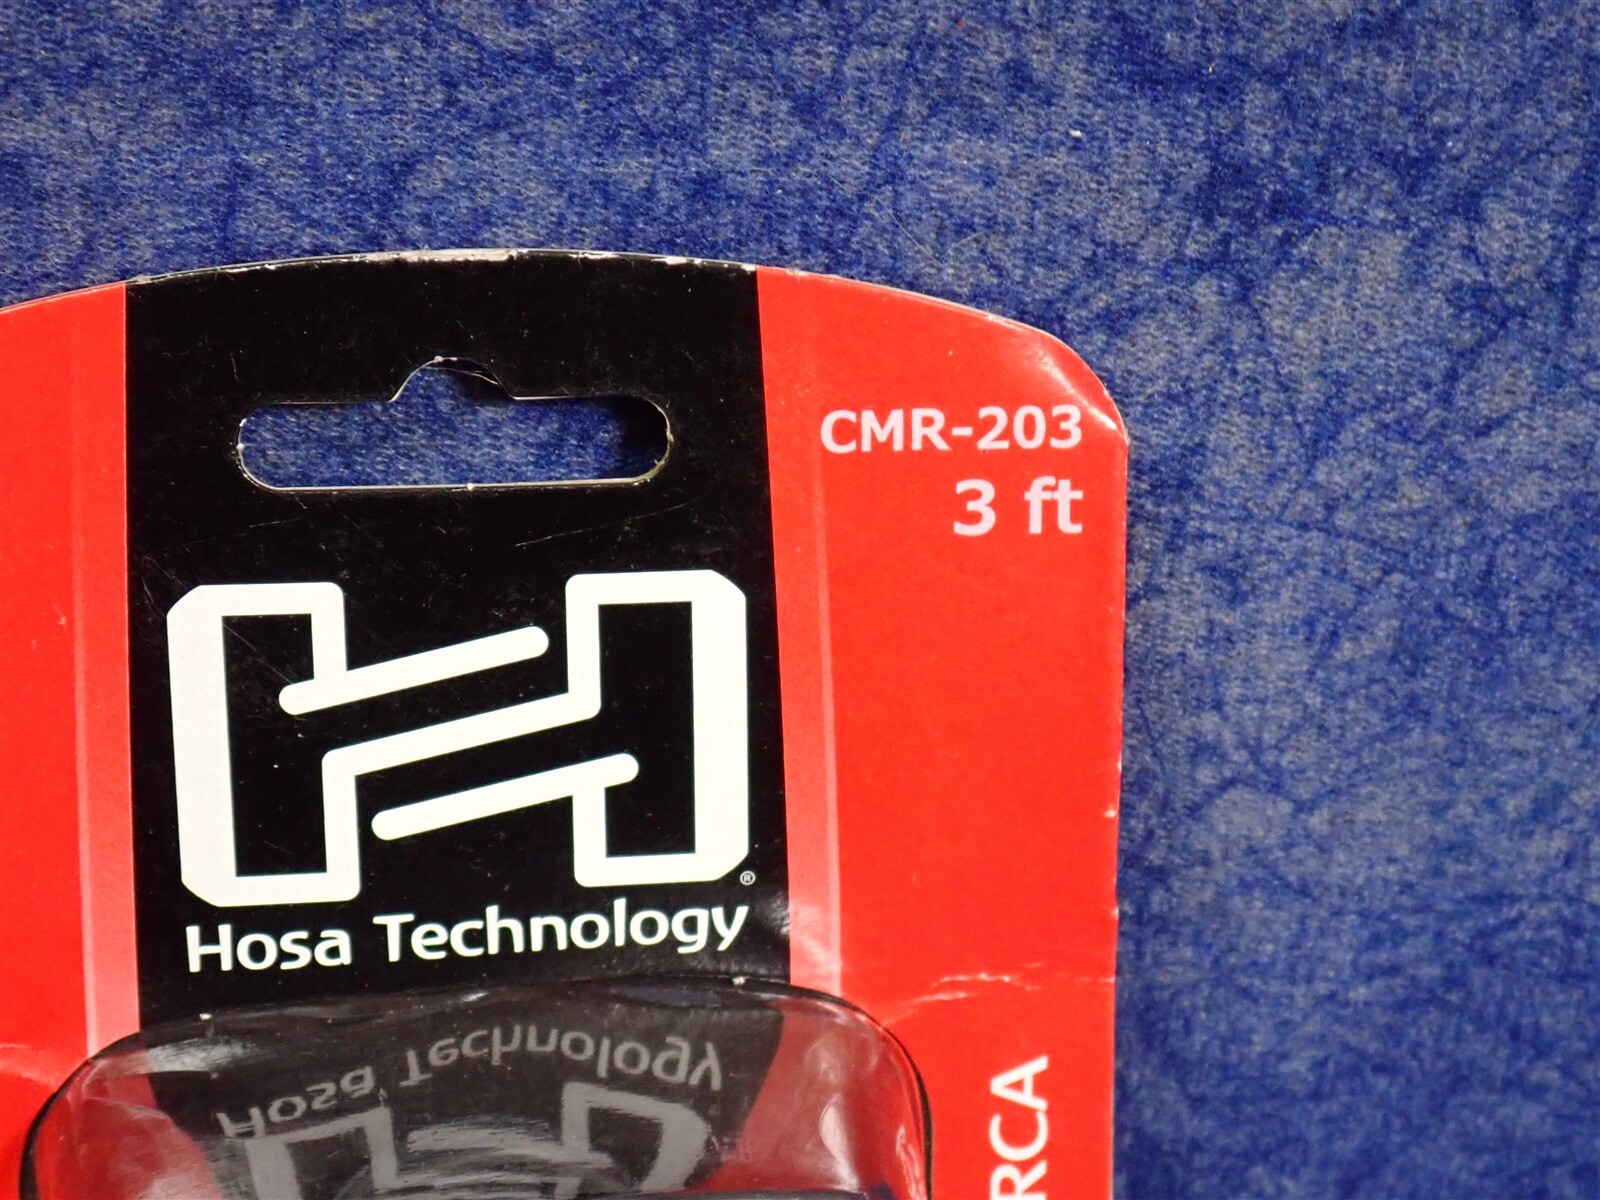 CMR-203
3 ft
Hosa Technology
®
Hosa Technology
RCA